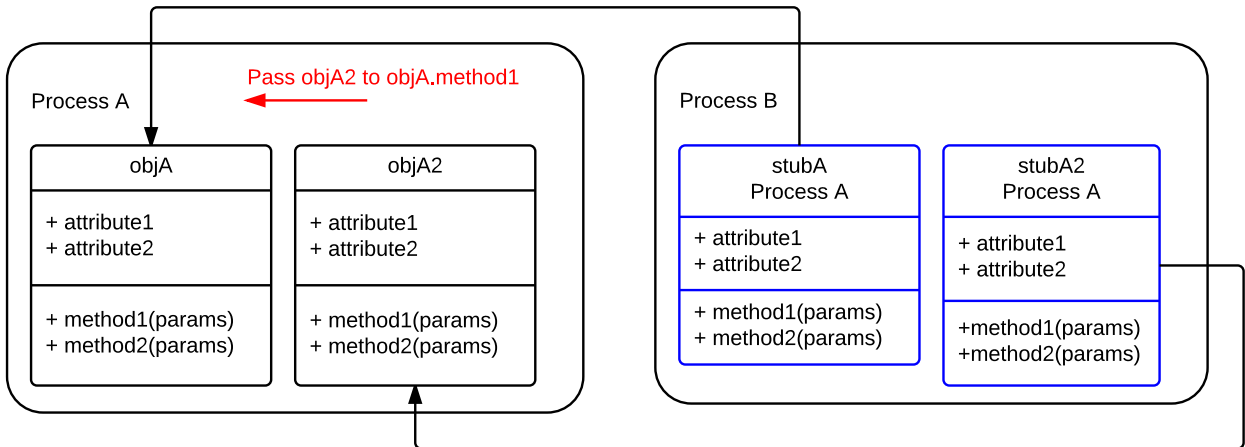 Pass objA2 to objA.method1
Process A
objA
+ attribute1
+ attribute2
+ method1(params)
+ method2(params)
objA2
+ attribute1
+ attribute2
+ method1(params)
+ method2(params)
Process B
stubA
Process A
+ attribute1
+ attribute2
+ method1(params)
+ method2(params)
stubA2
Process A
+ attribute1
+ attribute2
+method1(params)
+method2(params)